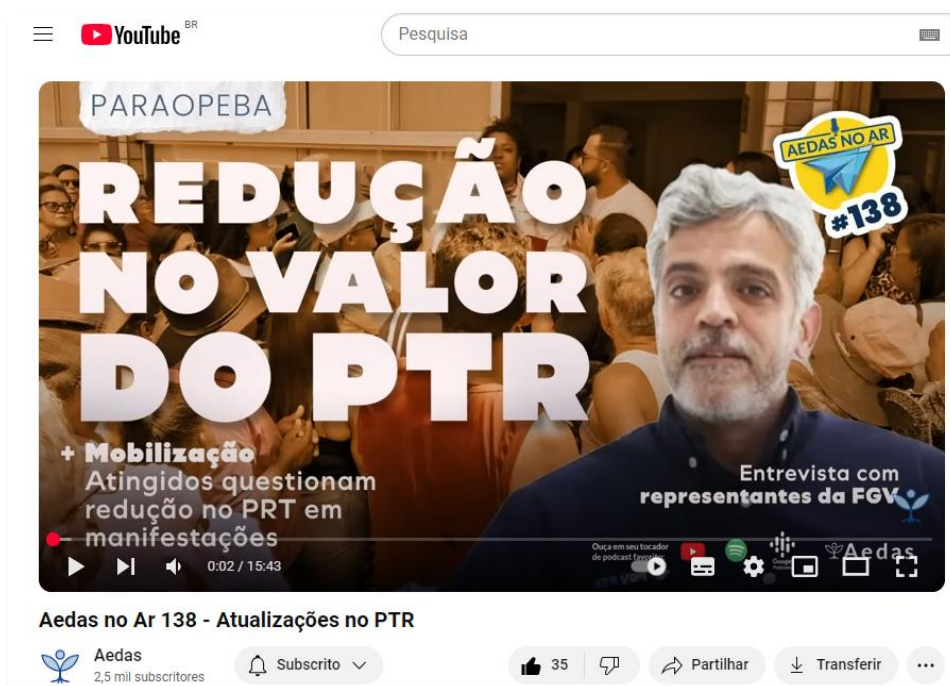 YouTube BR
Pesquisa
PARAOPEBA
AEDAS NO AR
#138
REDUÇÃO
NO VALOR
DO PTR
+ Mobilização
Atingidos questionam
redução no PRT em
manifestações
Entrevista com
representantes da FGV
Ouça em seu tocador
de podcast favorito
Aedas
0:02 / 15:43
Aedas no Ar 138 - Atualizações no PTR
Aedas
2,5 mil subscritores
Subscrito
35
Partilhar
Transferir